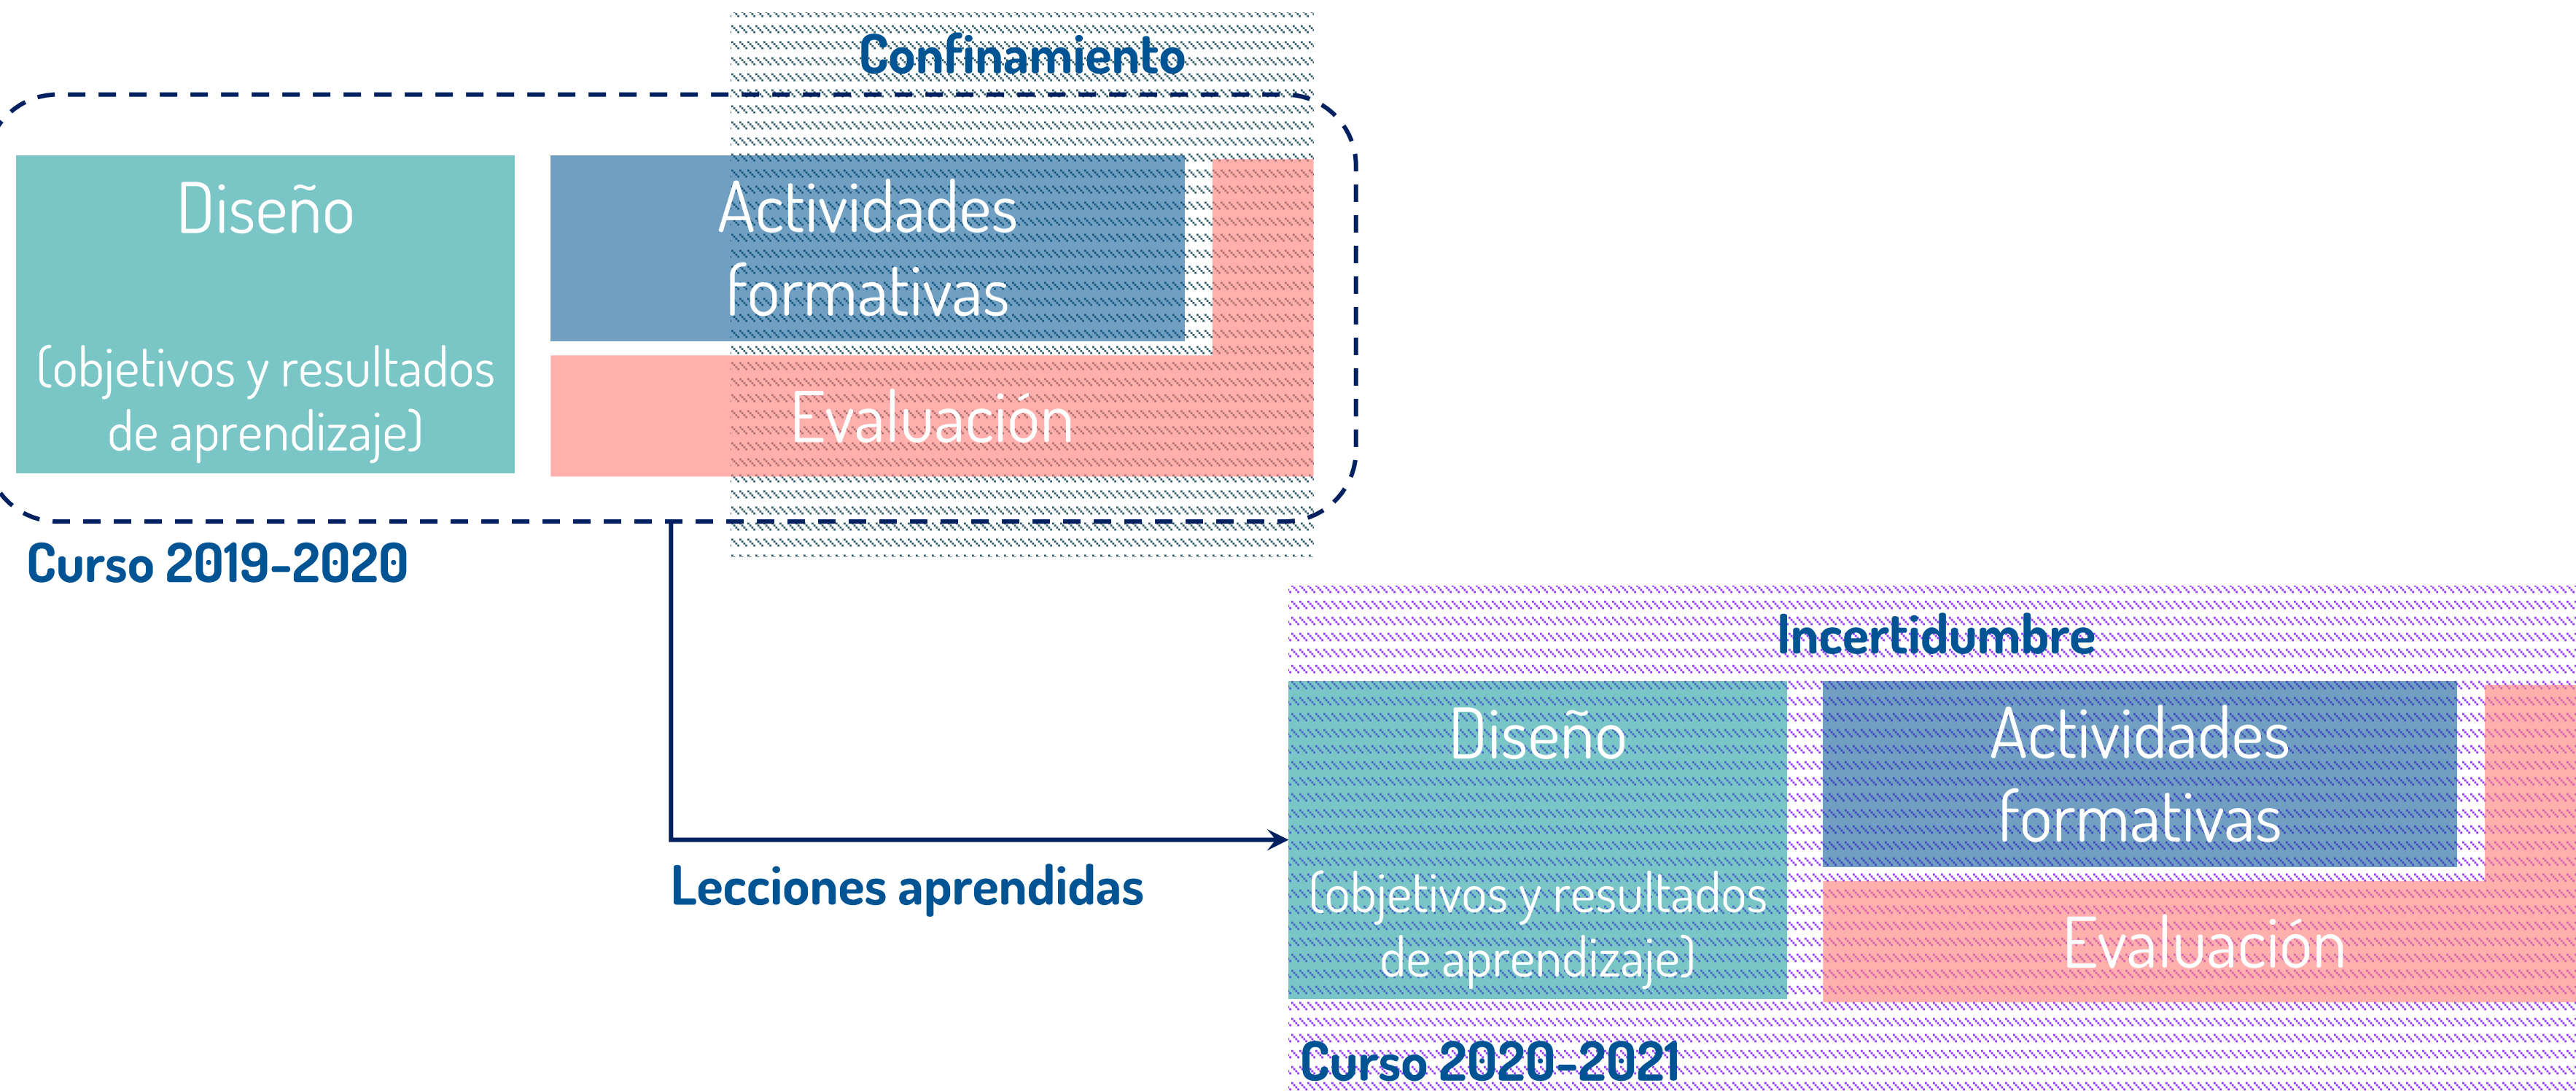 Confinamiento
Diseño
(objetivos y resultados
de aprendizaje)
Actividades
formativas
Evaluación
Curso 2019-2020
Lecciones aprendidas
Incertidumbre
Diseño
(objetivos y resultados
de aprendizaje)
Actividades
formativas
Evaluación
Curso 2020-2021